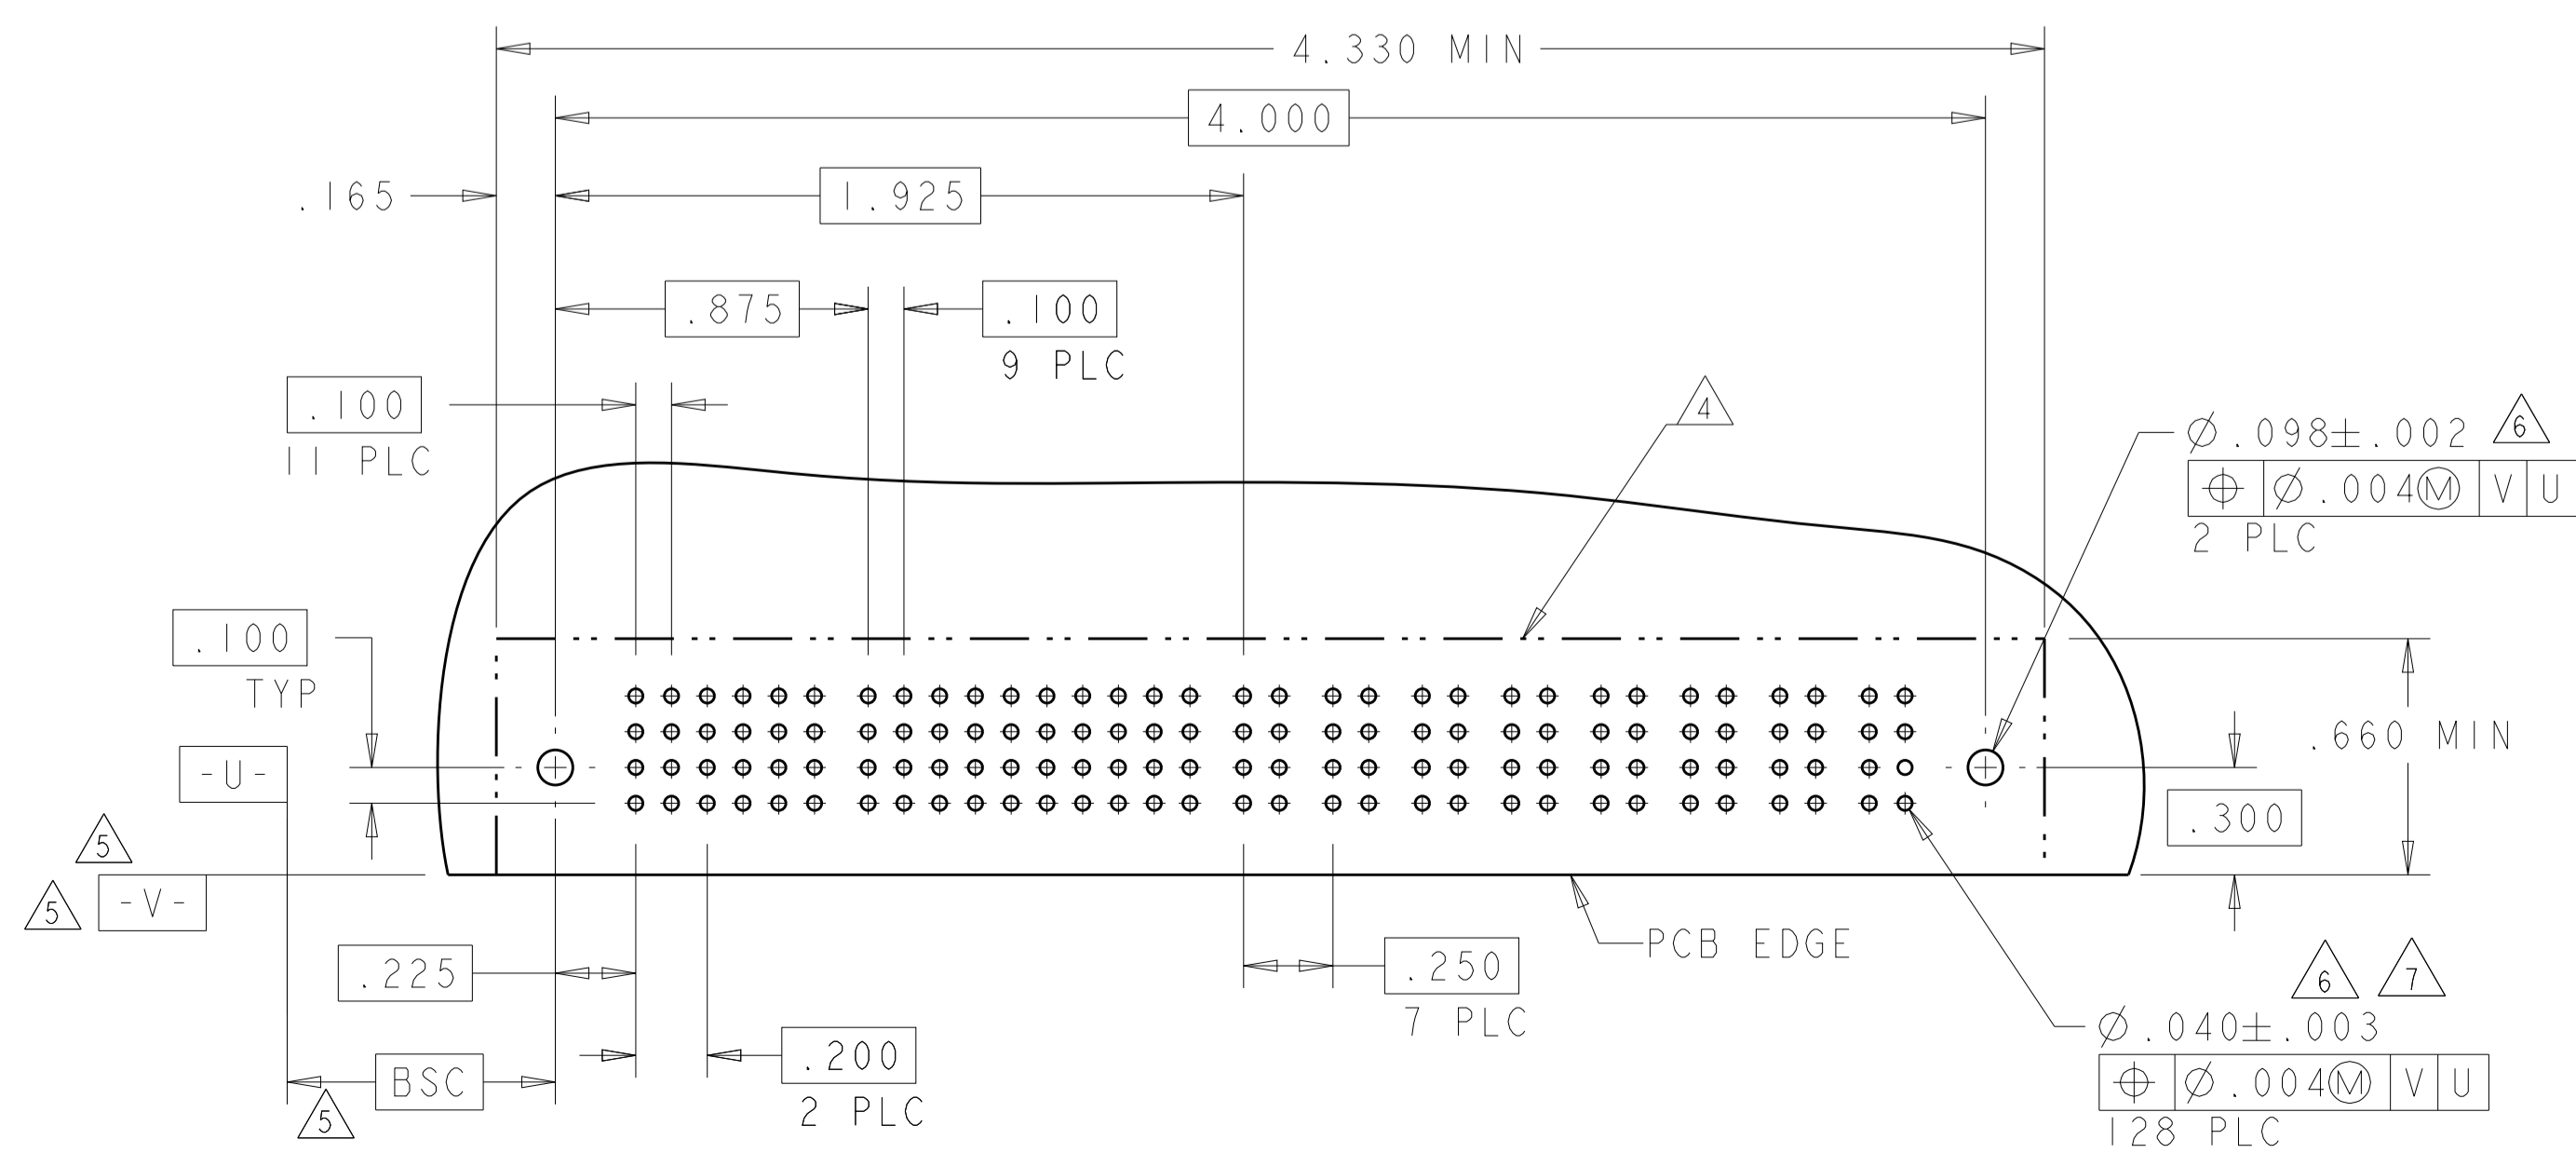 4.330 MIN
4.000
.165
1.925
.875
.100
9 PLC
.100
11 PLC
4
Ø.098±.002 6
⌖ Ø.004Ⓜ V U
2 PLC
.100
TYP
-U-
.660 MIN
.300
5
5 -V-
PCB EDGE
.225
.250
7 PLC
6 7
Ø.040±.003
⌖ Ø.004Ⓜ V U
128 PLC
.200
2 PLC
BSC
5